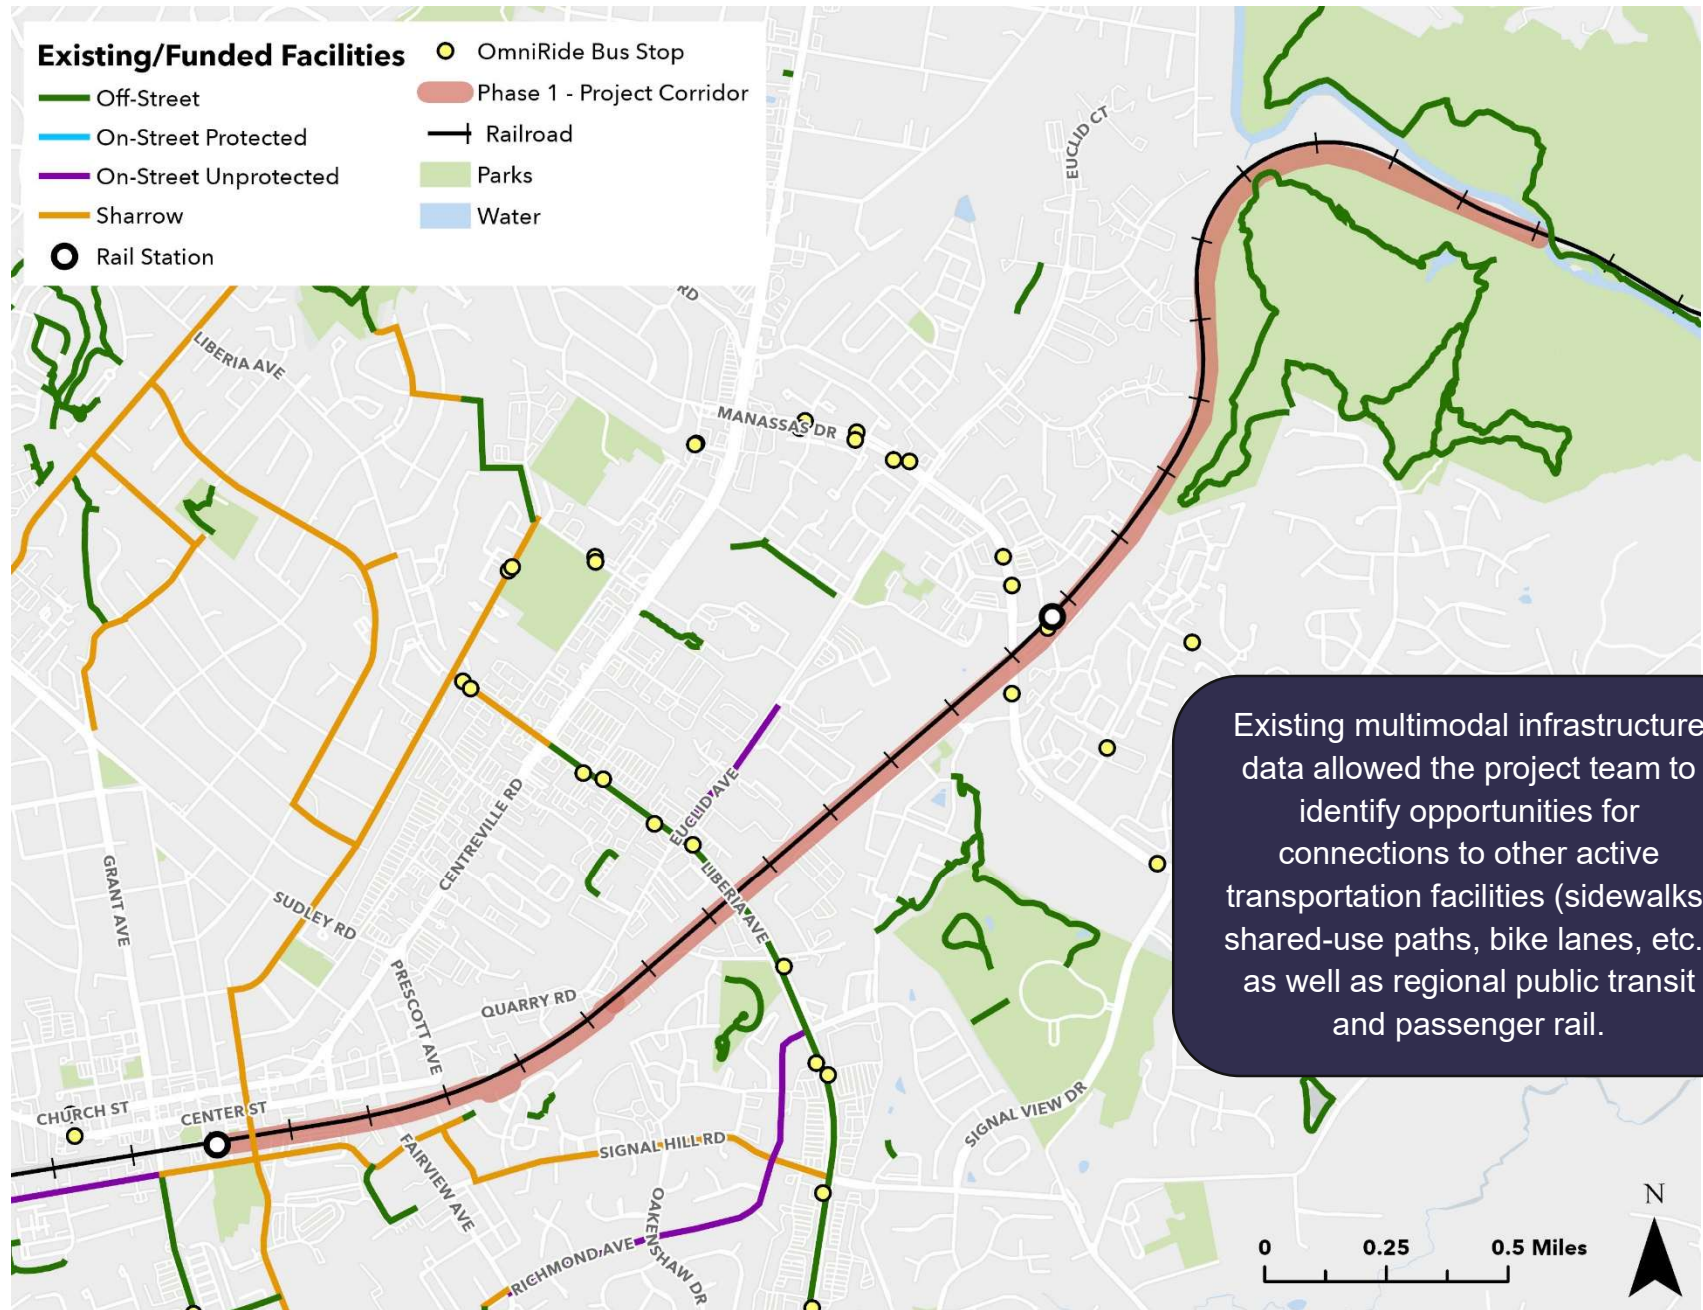 Existing/Funded Facilities
Off-Street
On-Street Protected
On-Street Unprotected
Sharrow
Rail Station
OmniRide Bus Stop
Phase 1 - Project Corridor
Railroad
Parks
Water
EUCLID CT
RD
LIBERIA AVE
MANASSAS DR
CENTREVILLE RD
EUCLID AVE
LIBERIA AVE
GRANT AVE
SUDLEY RD
PRESCOTT AVE
QUARRY RD
CHURCH ST
CENTER ST
FAIRVIEW AVE
SIGNAL HILL RD
SIGNAL VIEW DR
OAKENSHAW DR
RICHMOND AVE
Existing multimodal infrastructure
data allowed the project team to
identify opportunities for
connections to other active
transportation facilities (sidewalks
shared-use paths, bike lanes, etc.
as well as regional public transit
and passenger rail.
N
0 0.25 0.5 Miles